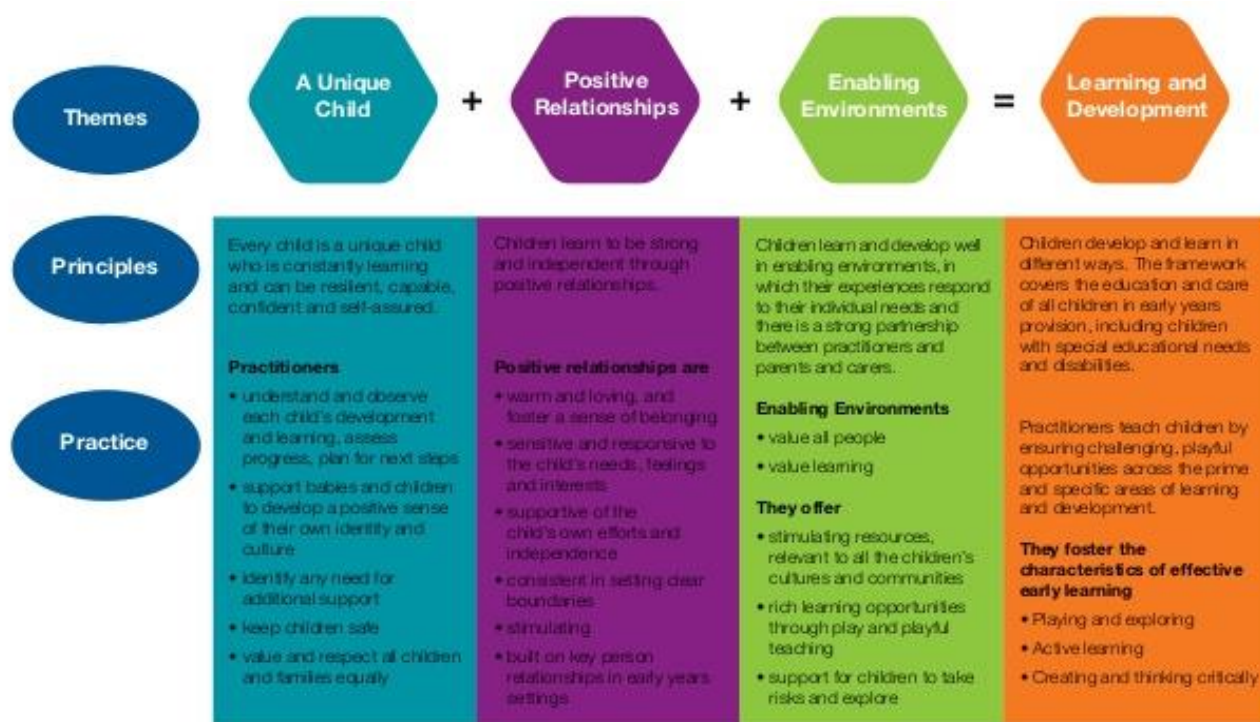 Themes
A Unique
Child
+
Positive
Relationships
+
Enabling
Environments
=
Learning and
Development
Principles
Every child is a unique child
who is constantly learning
and can be resilient, capable,
confident and self-assured.
Children learn to be strong
and independent through
positive relationships.
Children learn and develop well
in enabling environments, in
which their experiences respond
to their individual needs and
there is a strong partnership
between practitioners and
parents and carers.
Children develop and learn in
different ways. The framework
covers the education and care
of all children in early years
provision, including children
with special educational needs
and disabilities.
Practice
Practitioners
• understand and observe
each child's development
and learning, assess
progress, plan for next steps
• support babies and children
to develop a positive sense
of their own identity and
culture
• identify any need for
additional support
• keep children safe
• value and respect all children
and families equally
Positive relationships are
• warm and loving, and
foster a sense of belonging
• sensitive and responsive to
the child's needs, feelings
and interests
• supportive of the
child's own efforts and
independence
• consistent in setting clear
boundaries
• stimulating
• built on key person
relationships in early years
settings
Enabling Environments
• value all people
• value learning
They offer
• stimulating resources,
relevant to all the children's
cultures and communities
• rich learning opportunities
through play and playful
teaching
• support for children to take
risks and explore
Practitioners teach children by
ensuring challenging, playful
opportunities across the prime
and specific areas of learning
and development.
They foster the
characteristics of effective
early learning
• Playing and exploring
• Active learning
• Creating and thinking critically